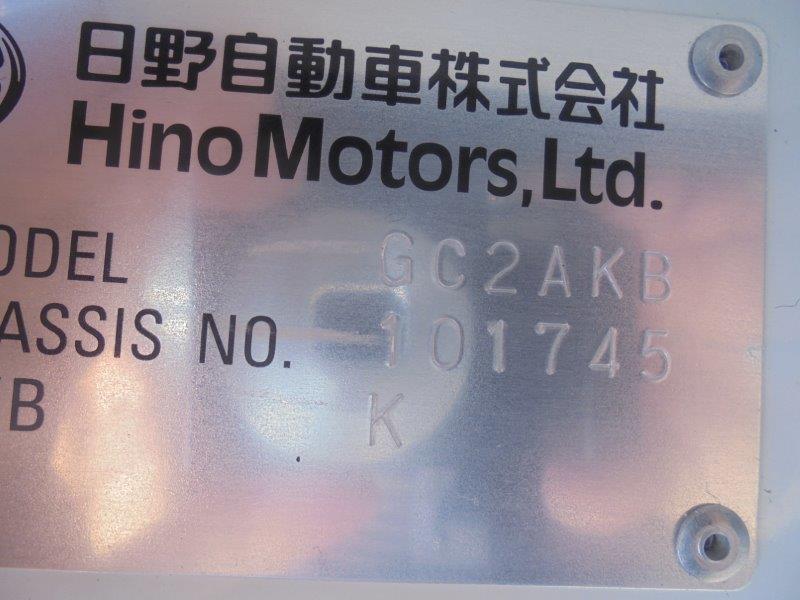 日野自動車株式会社
Hino Motors, Ltd.
ODEL GC2AKB
ASSIS NO. 101745
/B K